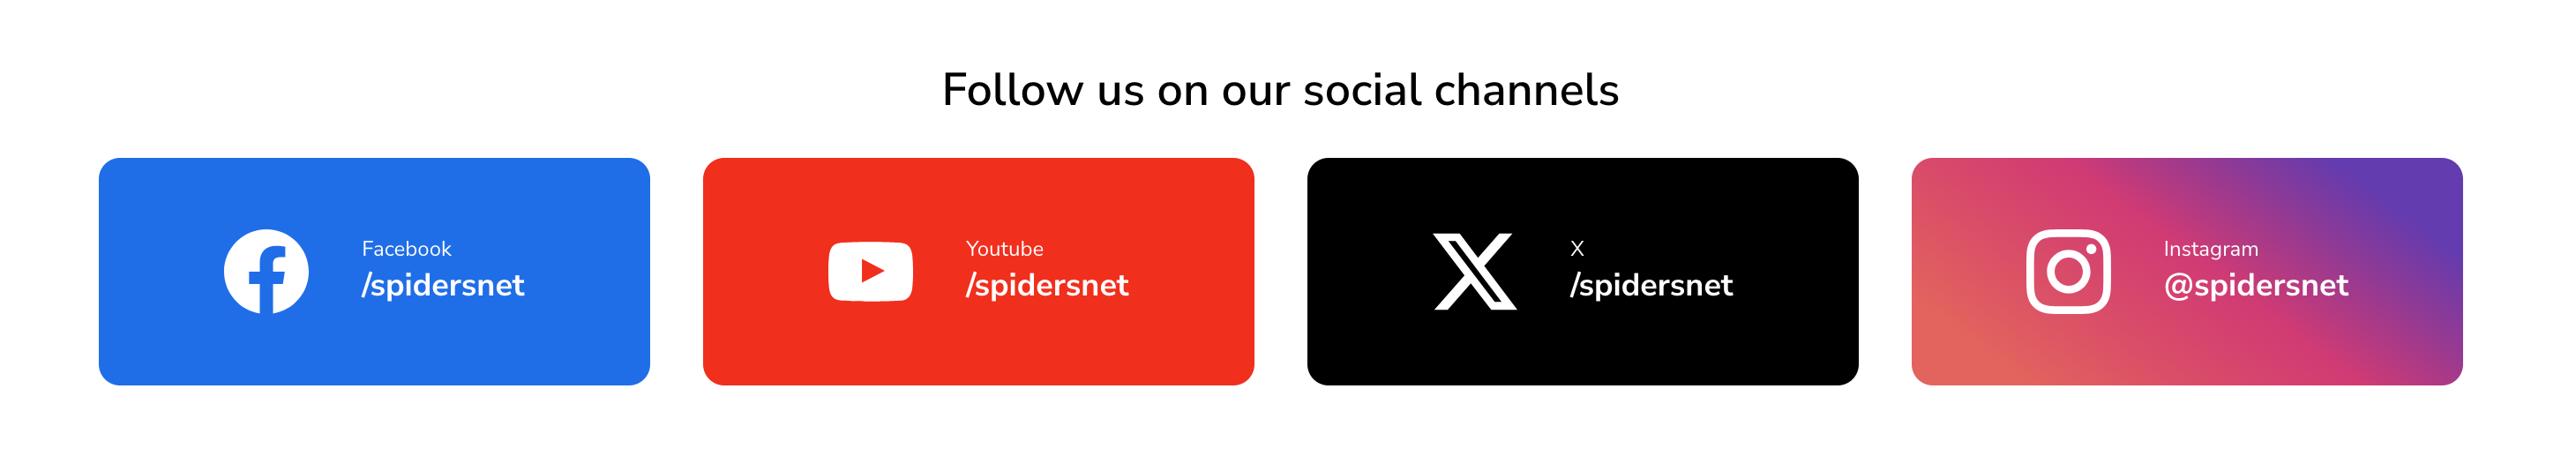 Follow us on our social channels
Facebook
/spidersnet
Youtube
/spidersnet
X
/spidersnet
Instagram
@spidersnet